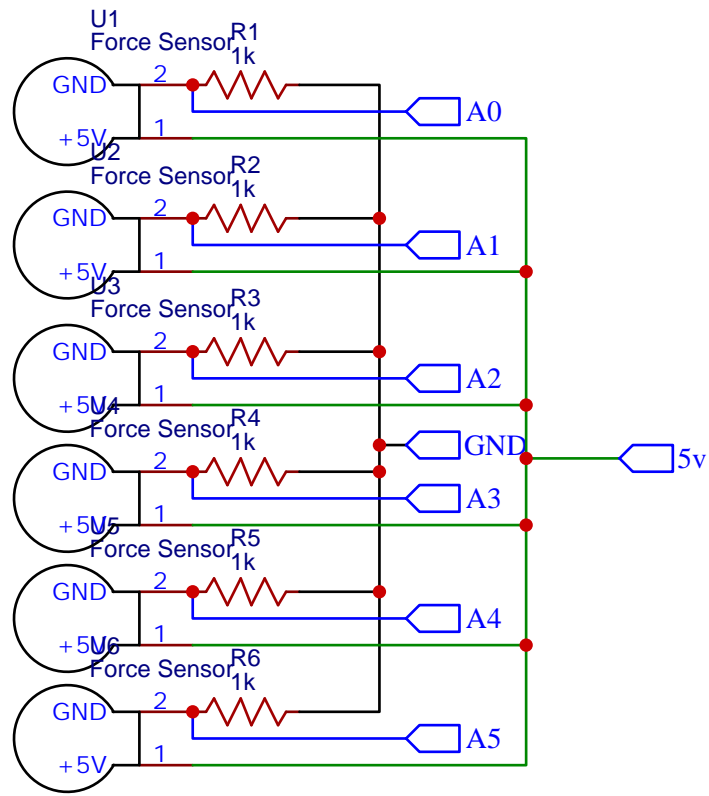 U1
Force Sensor
R1
1k
GND
2
A0
+5V
1
U2
Force Sensor
R2
1k
GND
2
A1
+5V
1
U3
Force Sensor
R3
1k
GND
2
A2
+5V
1
U4
Force Sensor
R4
1k
GND
GND
2
5v
A3
+5V
1
U5
Force Sensor
R5
1k
GND
2
A4
+5V
1
U6
Force Sensor
R6
1k
GND
2
A5
+5V
1